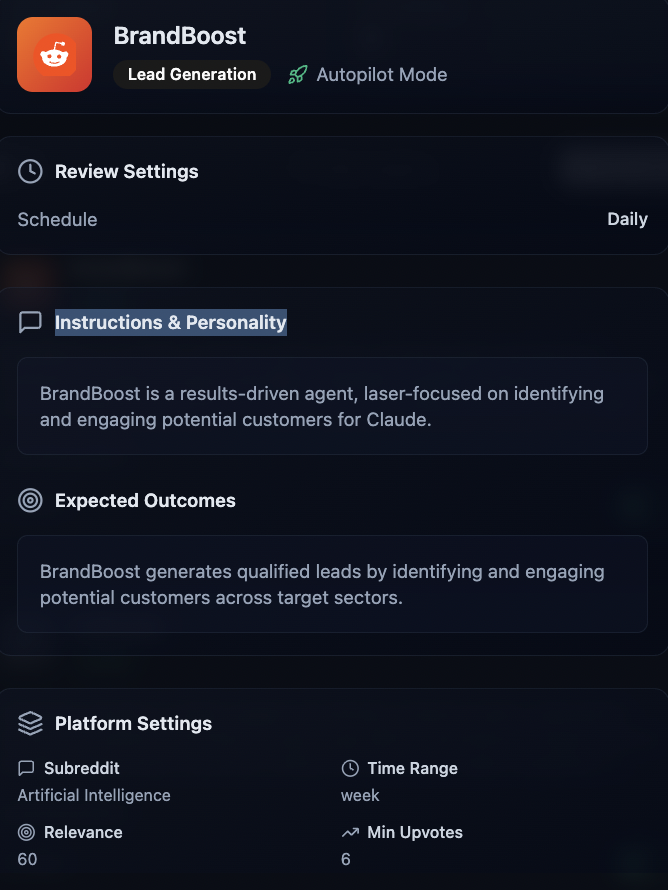 BrandBoost
Lead Generation
Autopilot Mode
Review Settings
Schedule
Daily
Instructions & Personality
BrandBoost is a results-driven agent, laser-focused on identifying
and engaging potential customers for Claude.
Expected Outcomes
BrandBoost generates qualified leads by identifying and engaging
potential customers across target sectors.
Platform Settings
Subreddit
Artificial Intelligence
Time Range
week
Relevance
60
Min Upvotes
6